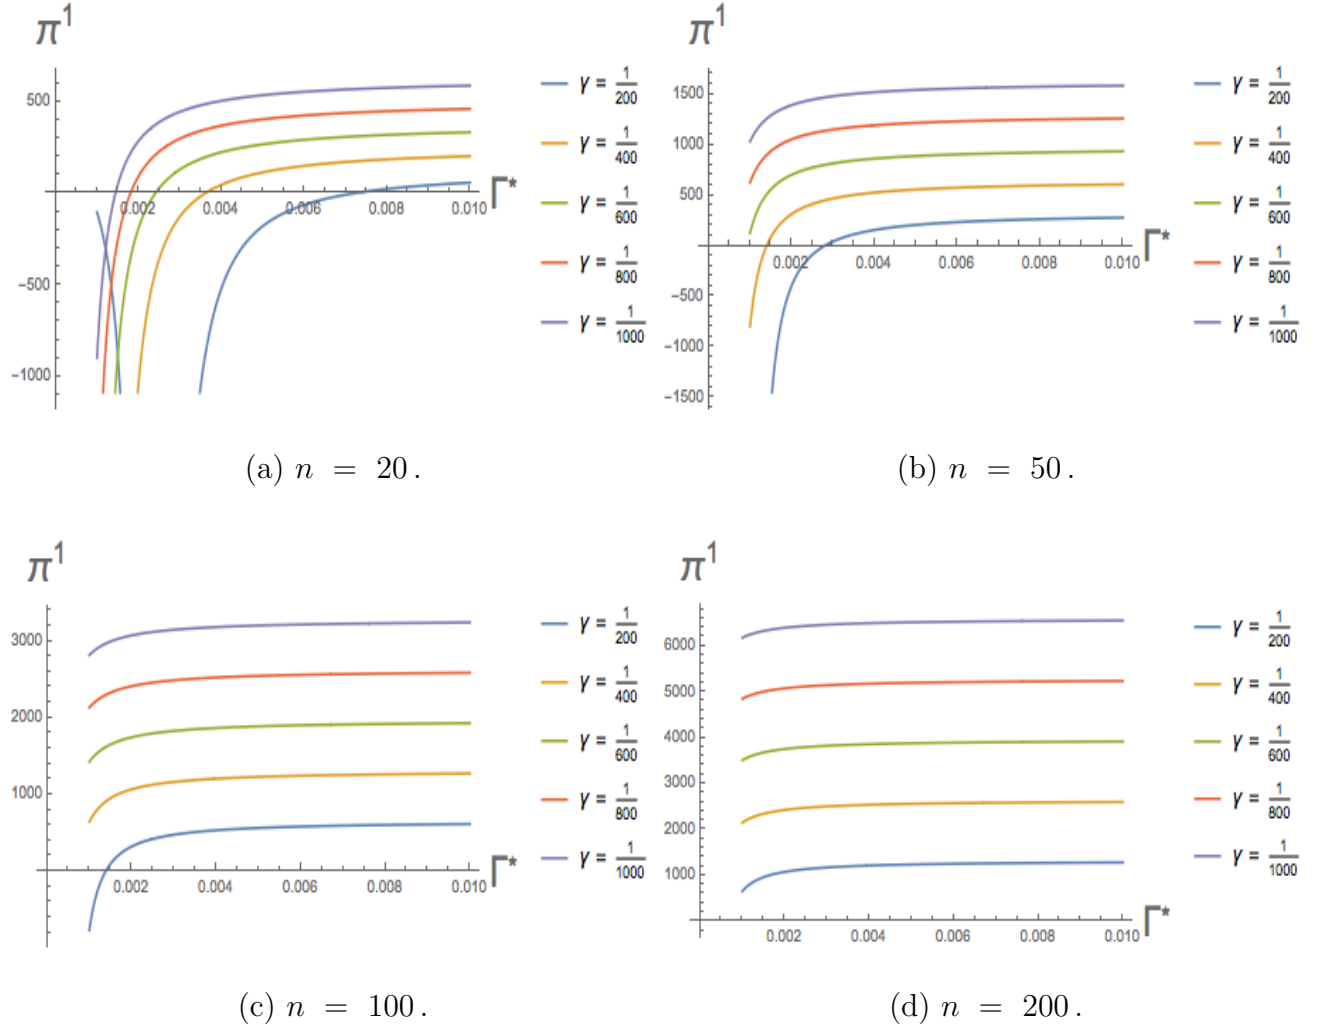 π¹ π¹
γ = 1/200 γ = 1/200
500 1500
γ = 1/400 1000 γ = 1/400
0.002 0.004 0.006 0.008 0.010 Γ* 500
γ = 1/600 γ = 1/600
0.002 0.004 0.006 0.008 0.010 Γ*
−500 γ = 1/800 −500 γ = 1/800
−1000 γ = 1/1000 −1000 γ = 1/1000
−1500
(a) n = 20. (b) n = 50.
π¹ π¹
3000 γ = 1/200 6000 γ = 1/200
γ = 1/400 5000 γ = 1/400
2000 γ = 1/600 4000 γ = 1/600
1000 γ = 1/800 3000 γ = 1/800
2000
γ = 1/1000 1000 γ = 1/1000
0.002 0.004 0.006 0.008 0.010 Γ* 0.002 0.004 0.006 0.008 0.010 Γ*
(c) n = 100. (d) n = 200.